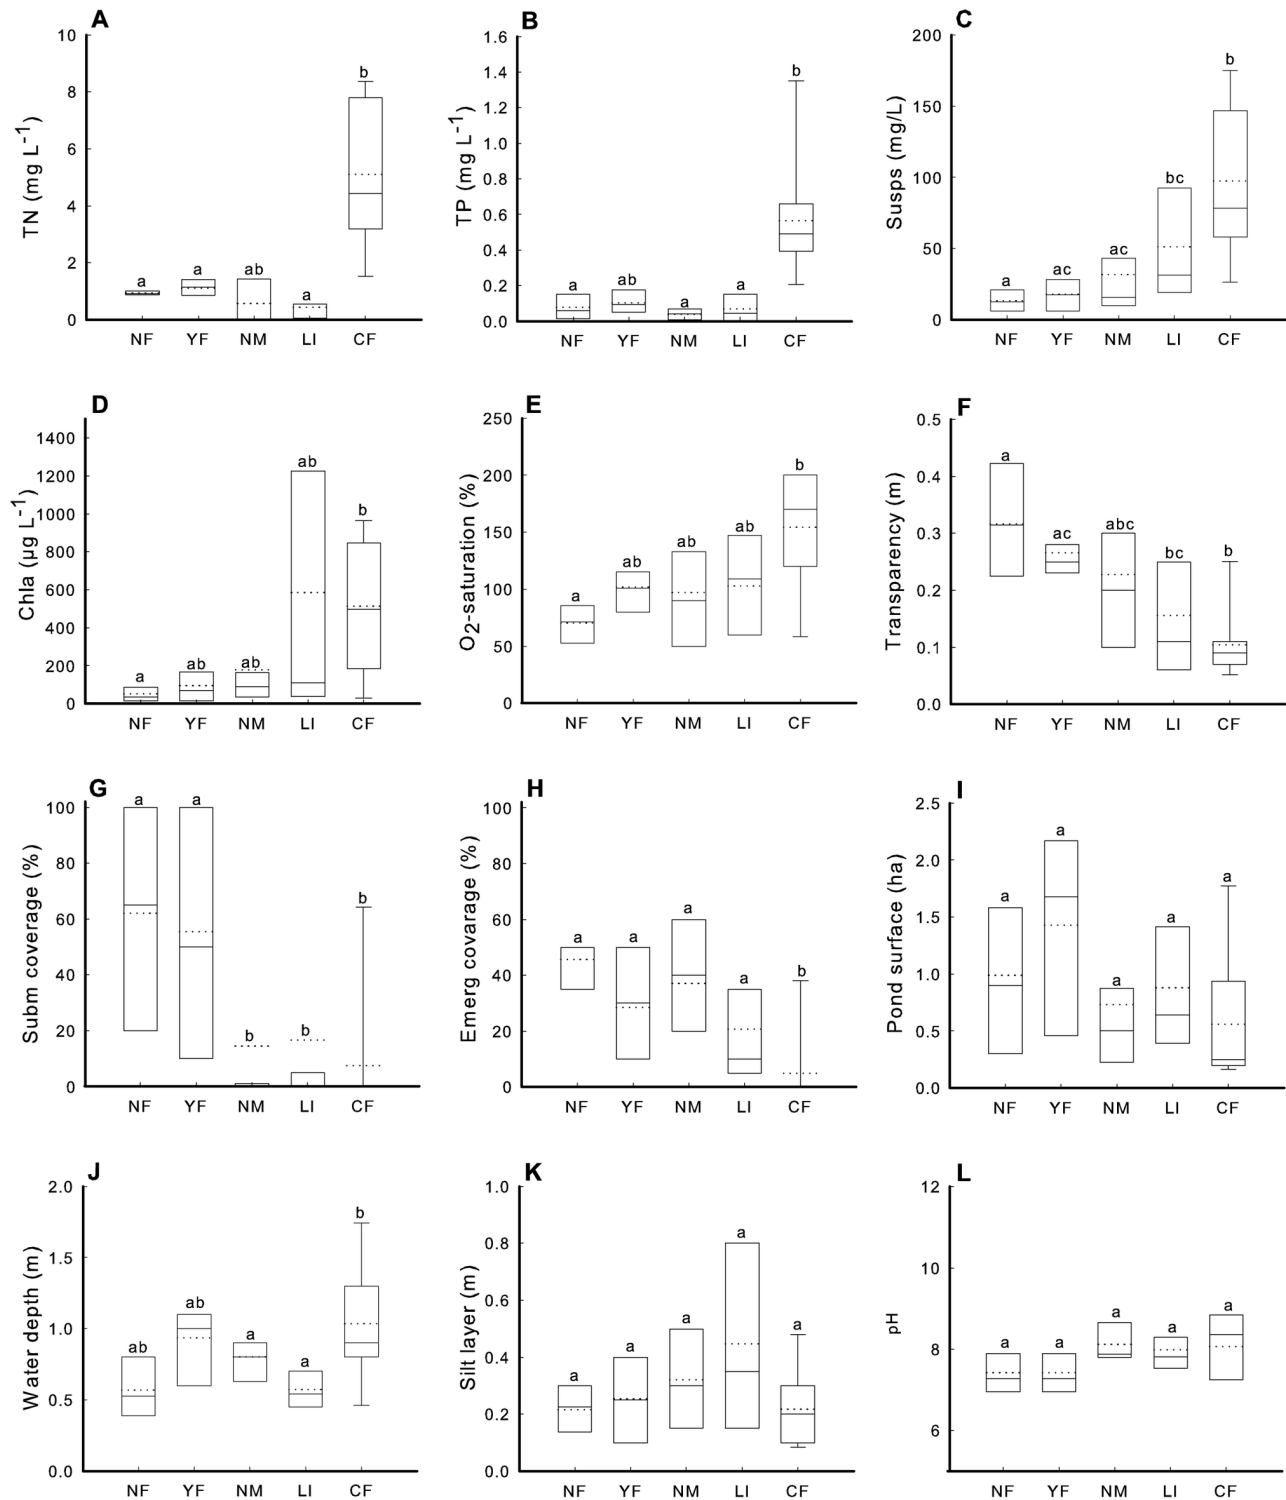 A
TN (mg L-1)
10
8
6
4
2
0
a a ab a b
NF YF NM LI CF
B
TP (mg L-1)
1.6
1.4
1.2
1.0
0.8
0.6
0.4
0.2
0.0
a ab a a b
NF YF NM LI CF
C
Susps (mg/L)
200
150
100
50
0
a ac ac bc b
NF YF NM LI CF
D
Chla (µg L-1)
1400
1200
1000
800
600
400
200
0
a ab ab ab b
NF YF NM LI CF
E
O2-saturation (%)
250
200
150
100
50
0
a ab ab ab b
NF YF NM LI CF
F
Transparency (m)
0.5
0.4
0.3
0.2
0.1
0.0
a ac abc bc b
NF YF NM LI CF
G
Subm coverage (%)
100
80
60
40
20
0
a a b b b
NF YF NM LI CF
H
Emerg covarage (%)
100
80
60
40
20
0
a a a a b
NF YF NM LI CF
I
Pond surface (ha)
2.5
2.0
1.5
1.0
0.5
0.0
a a a a a
NF YF NM LI CF
J
Water depth (m)
2.0
1.5
1.0
0.5
0.0
ab ab a a b
NF YF NM LI CF
K
Silt layer (m)
1.0
0.8
0.6
0.4
0.2
0.0
a a a a a
NF YF NM LI CF
L
pH
12
10
8
6
a a a a a
NF YF NM LI CF